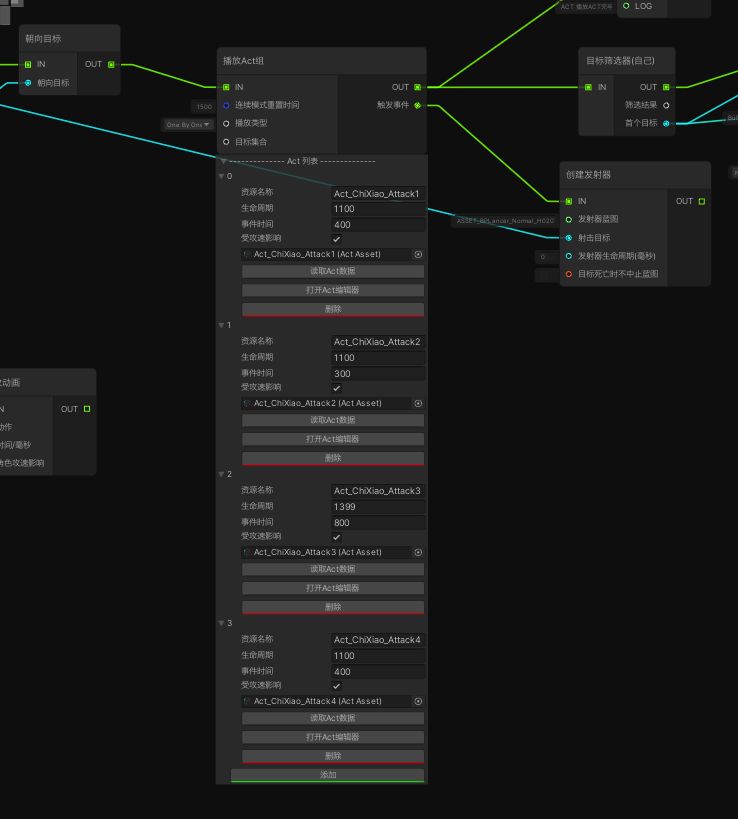 ACT 播放ACT完毕
LOG
朝向目标
IN
OUT
朝向目标
播放Act组
IN
OUT
1500
连续模式重置时间
触发事件
One By One
播放类型
目标集合
-------------- Act 列表 --------------
0
资源名称
Act_ChiXiao_Attack1
生命周期
1100
事件时间
400
受攻速影响
Act_ChiXiao_Attack1 (Act Asset)
读取Act数据
打开Act编辑器
删除
1
资源名称
Act_ChiXiao_Attack2
生命周期
1100
事件时间
300
受攻速影响
Act_ChiXiao_Attack2 (Act Asset)
读取Act数据
打开Act编辑器
删除
2
资源名称
Act_ChiXiao_Attack3
生命周期
1399
事件时间
800
受攻速影响
Act_ChiXiao_Attack3 (Act Asset)
读取Act数据
打开Act编辑器
删除
3
资源名称
Act_ChiXiao_Attack4
生命周期
1100
事件时间
400
受攻速影响
Act_ChiXiao_Attack4 (Act Asset)
读取Act数据
打开Act编辑器
删除
添加
目标筛选器(自己)
IN
OUT
筛选结果
首个目标
创建发射器
IN
OUT
发射器蓝图
射击目标
0
发射器生命周期(毫秒)
目标死亡时不中止蓝图
动画
N
OUT
动作
时间/毫秒
角色攻速影响